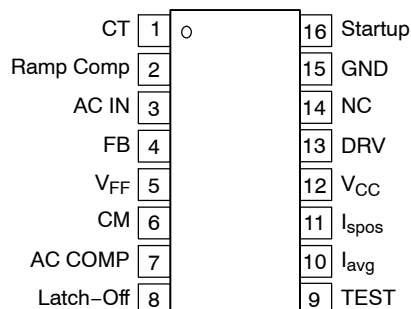 CT 1 16 Startup
Ramp Comp 2 15 GND
AC IN 3 14 NC
FB 4 13 DRV
VFF 5 12 VCC
CM 6 11 Ispos
AC COMP 7 10 Iavg
Latch−Off 8 9 TEST